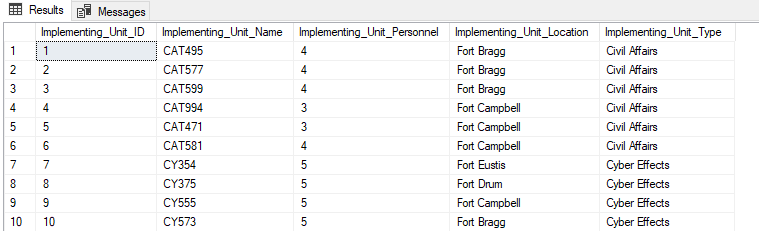 Results Messages
Implementing_Unit_ID Implementing_Unit_Name Implementing_Unit_Personnel Implementing_Unit_Location Implementing_Unit_Type
1 1 CAT495 4 Fort Bragg Civil Affairs
2 2 CAT577 4 Fort Bragg Civil Affairs
3 3 CAT599 4 Fort Bragg Civil Affairs
4 4 CAT994 3 Fort Campbell Civil Affairs
5 5 CAT471 3 Fort Campbell Civil Affairs
6 6 CAT581 4 Fort Campbell Civil Affairs
7 7 CY354 5 Fort Eustis Cyber Effects
8 8 CY375 5 Fort Drum Cyber Effects
9 9 CY555 5 Fort Campbell Cyber Effects
10 10 CY573 5 Fort Bragg Cyber Effects